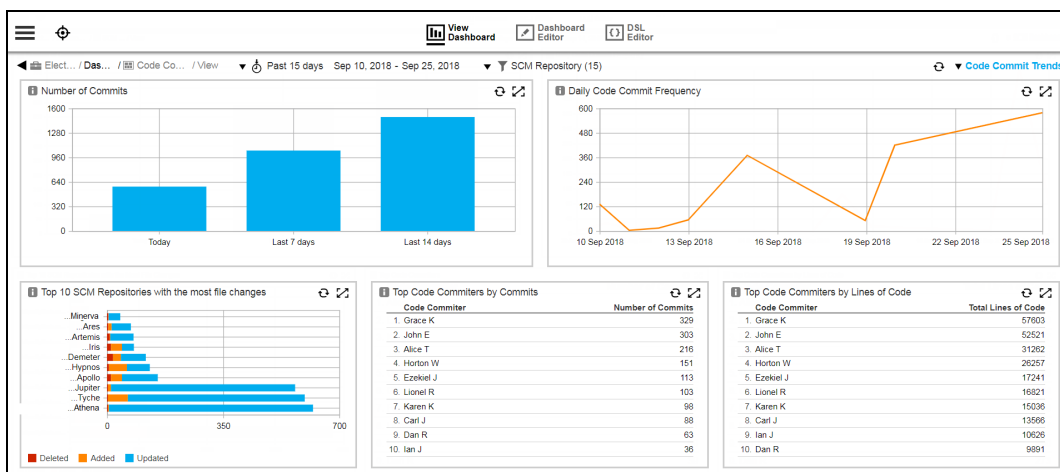 View Dashboard
Dashboard Editor
DSL Editor
Elect... / Das... / Code Co... / View
Past 15 days Sep 10, 2018 - Sep 25, 2018
SCM Repository (15)
Code Commit Trends
Number of Commits
1600
1280
960
640
320
0
Today Last 7 days Last 14 days
Daily Code Commit Frequency
600
480
360
240
120
0
10 Sep 2018 13 Sep 2018 16 Sep 2018 19 Sep 2018 22 Sep 2018 25 Sep 2018
Top 10 SCM Repositories with the most file changes
...Minerva
...Ares
...Artemis
...Iris
...Demeter
...Hypnos
...Apollo
...Jupiter
...Tyche
...Athena
0 350 700
Deleted Added Updated
Top Code Commiters by Commits
Code Commiter Number of Commits
1. Grace K 329
2. John E 303
3. Alice T 216
4. Horton W 151
5. Ezekiel J 113
6. Lionel R 103
7. Karen K 98
8. Carl J 88
9. Dan R 63
10. Ian J 36
Top Code Commiters by Lines of Code
Code Commiter Total Lines of Code
1. Grace K 57603
2. John E 52521
3. Alice T 31262
4. Horton W 26257
5. Ezekiel J 17241
6. Lionel R 16821
7. Karen K 15036
8. Carl J 13566
9. Ian J 10626
10. Dan R 9891